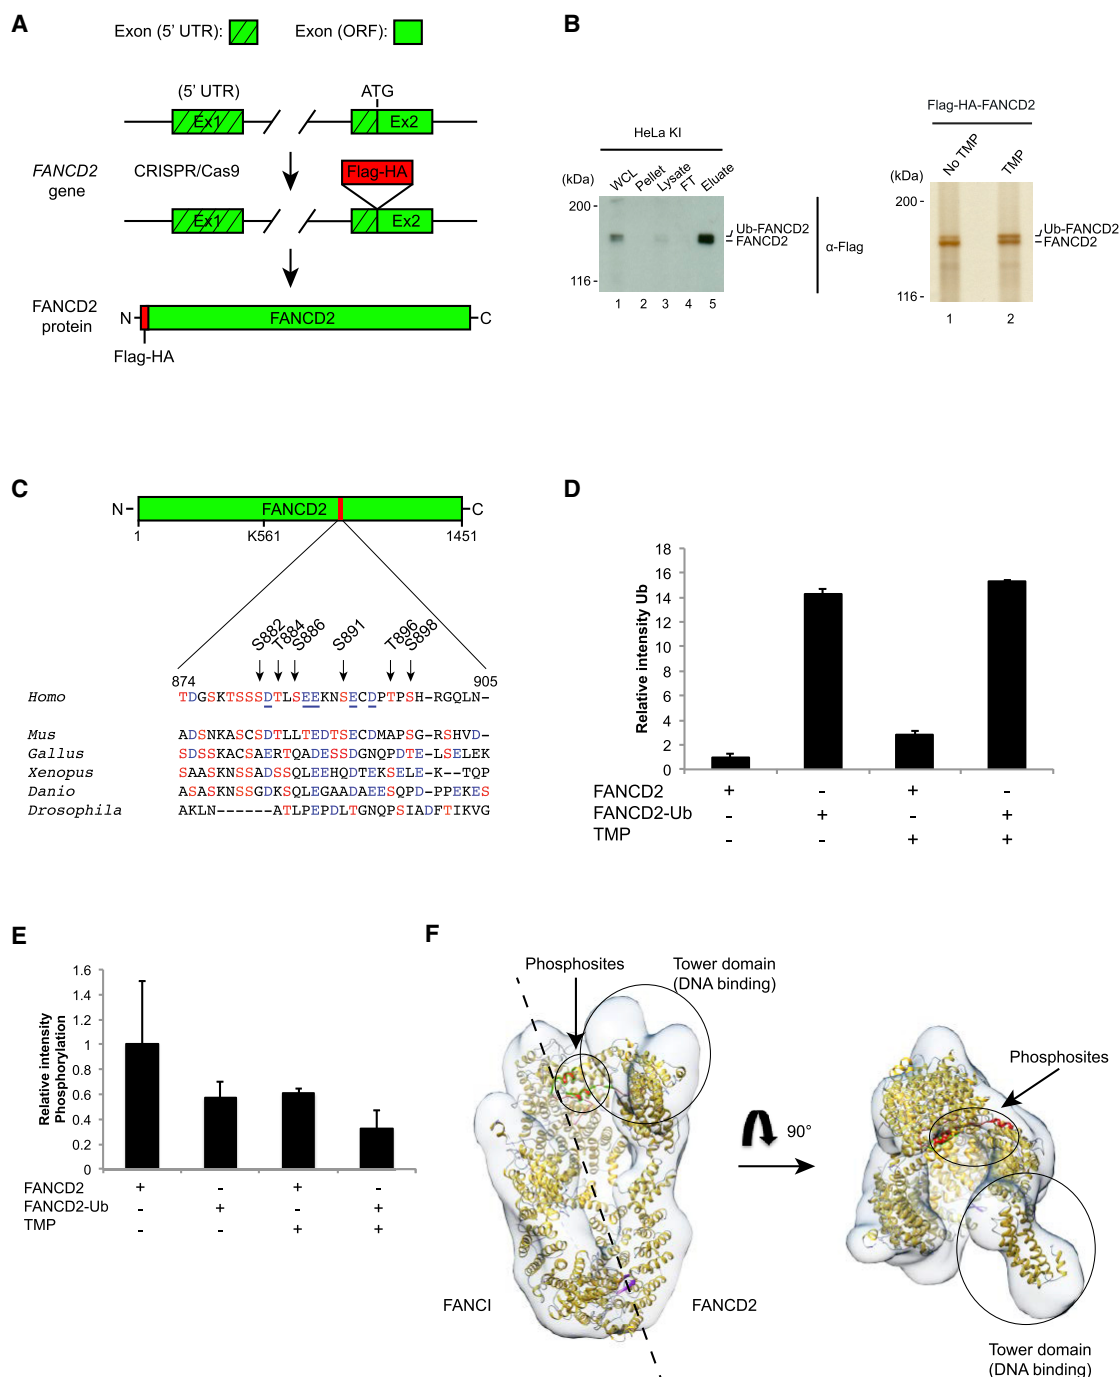 A
Exon (5' UTR):
Exon (ORF):
(5' UTR)
ATG
Ex1
Ex2
FANCD2
gene
CRISPR/Cas9
Flag-HA
Ex1
Ex2
FANCD2
protein
N
FANCD2
C
Flag-HA
B
HeLa KI
(kDa)
WCL
Pellet
Lysate
FT
Eluate
200
116
Ub-FANCD2
FANCD2
1 2 3 4 5
α-Flag
Flag-HA-FANCD2
No TMP
TMP
(kDa)
200
116
Ub-FANCD2
FANCD2
1 2
C
N
FANCD2
C
1
K561
1451
S882
T884
S886
S891
T896
S898
874
905
Homo TDGSKTSSSDTLSEEKNSECDPTPSH-RGQLN-
Mus ADSNKASCSDTLLTEDTSECDMAPSG-RSHVD-
Gallus SDSSKACSAERTQADESSDGNQPDTE-LSELEK
Xenopus SAASKNSSADSSQLEEHQDTEKSELE-K--TQP
Danio ASASKNSSGDKSQLEGAADAEESQPD-PPEKES
Drosophila AKLN------ATLPEPDLTGNQPSIADFTIKVG
D
Relative intensity Ub
18
16
14
12
10
8
6
4
2
0
FANCD2 + - + -
FANCD2-Ub - + - +
TMP - - + +
E
Relative intensity
Phosphorylation
1.6
1.4
1.2
1
0.8
0.6
0.4
0.2
0
FANCD2 + - + -
FANCD2-Ub - + - +
TMP - - + +
F
Phosphosites
Tower domain
(DNA binding)
FANCI
FANCD2
90°
Phosphosites
Tower domain
(DNA binding)